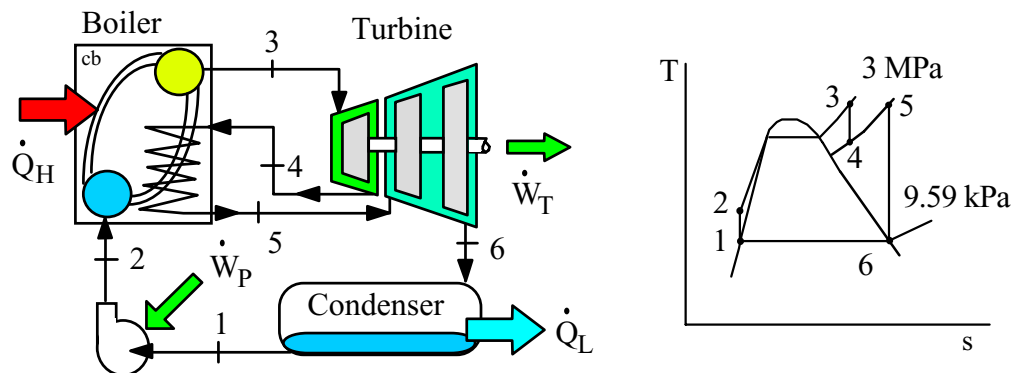 Boiler
Turbine
cb
3
Q̇H
4
ẆT
5
2
ẆP
6
Condenser
1
Q̇L
T
3 MPa
3
5
4
2
9.59 kPa
1
6
s